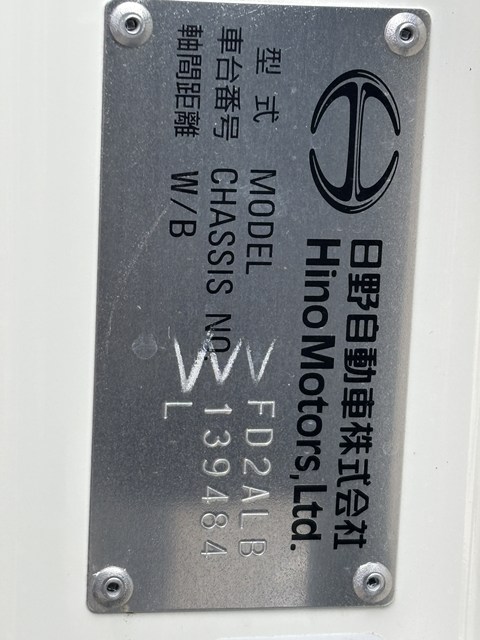 日野自動車株式会社
Hino Motors, Ltd.
型式 MODEL FD2ALB
車台番号 CHASSIS NO. 139484
軸間距離 W/B L